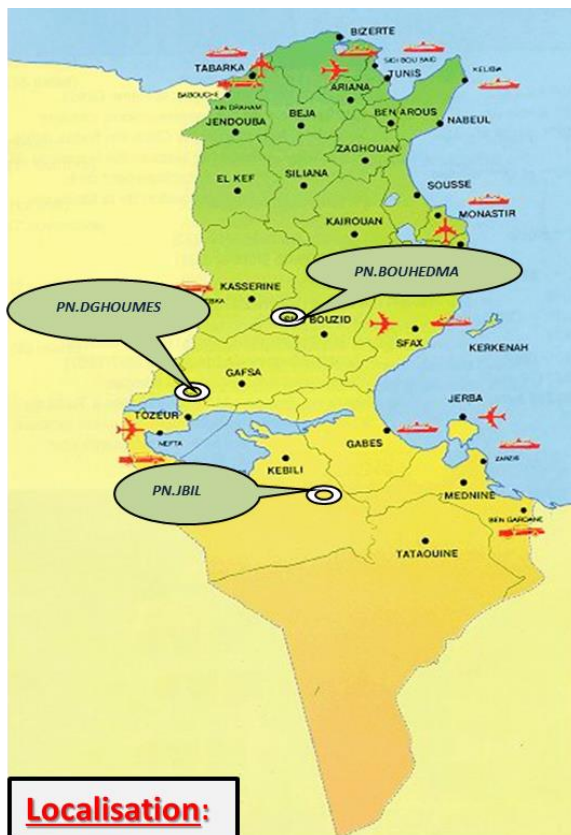 BIZERTE
SIDI BOU SAID
TABARKA
TUNIS
KELIBIA
BABOUCHE
ARIANA
AIN DRAHAM
JENDOUBA
BEJA
BEN AROUS
NABEUL
ZAGHOUAN
EL KEF
SILIANA
SOUSSE
KAIROUAN
MONASTIR
PN.BOUHEDMA
KASSERINE
PN.DGHOUMES
BOUZID
SFAX
KERKENAH
GAFSA
TOZEUR
JERBA
NEFTA
GABES
KEBILI
ZARZIS
PN.JBIL
MEDNINE
BEN GARDANE
TATAOUINE
Localisation: